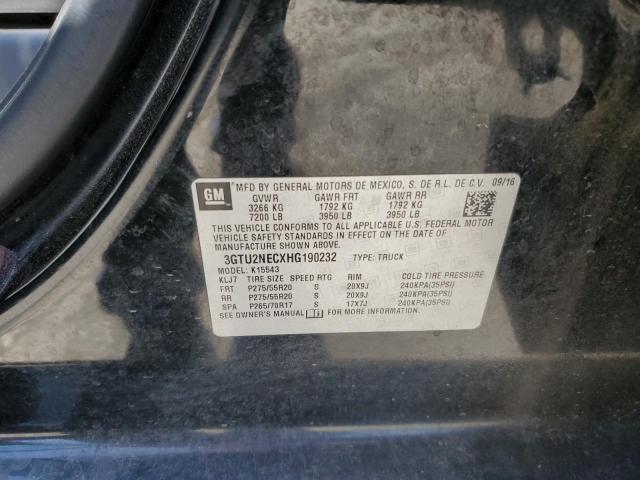 GM MFD BY GENERAL MOTORS DE MEXICO, S. DE R.L. DE C.V. 09/16
GVWR GAWR FRT GAWR RR
3266 KG 1792 KG 1792 KG
7200 LB 3950 LB 3950 LB
THIS VEHICLE CONFORMS TO ALL APPLICABLE U.S. FEDERAL MOTOR
VEHICLE SAFETY STANDARDS IN EFFECT ON THE DATE OF
MANUFACTURE SHOWN ABOVE.
3GTU2NECXHG190232 TYPE: TRUCK
MODEL: K15543
KLJ7 TIRE SIZE SPEED RTG RIM COLD TIRE PRESSURE
FRT P275/55R20 S 20X9J 240KPA(35PSI)
RR P275/55R20 S 20X9J 240KPA(35PSI)
SPA P265/70R17 S 17X7J 240KPA(35PSI)
SEE OWNER'S MANUAL FOR MORE INFORMATION.